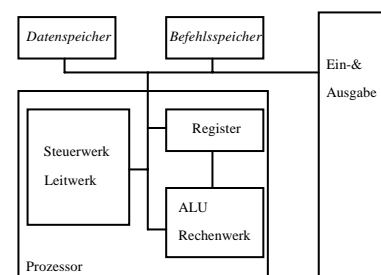 Datenspeicher
Befehlsspeicher
Ein-&
Ausgabe
Register
Steuerwerk
Leitwerk
ALU
Rechenwerk
Prozessor